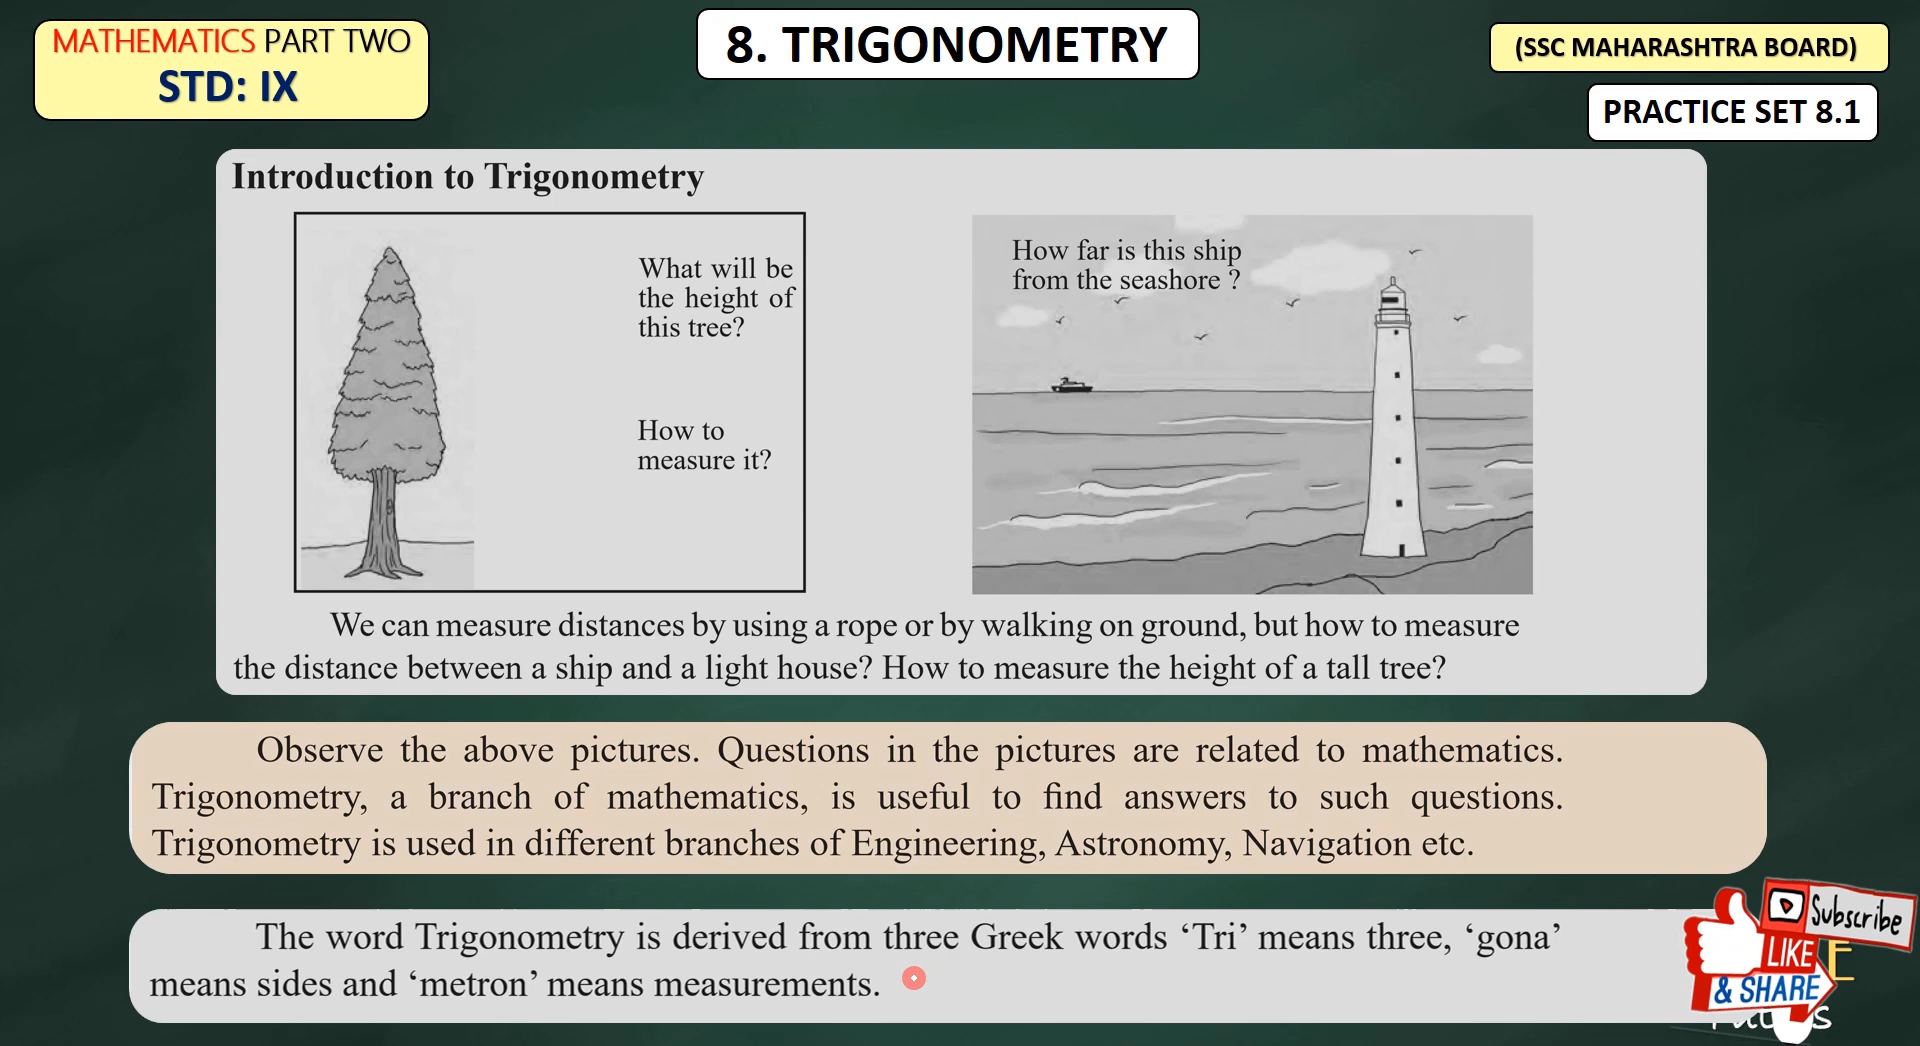 MATHEMATICS PART TWO
STD: IX
8. TRIGONOMETRY
(SSC MAHARASHTRA BOARD)
PRACTICE SET 8.1
Introduction to Trigonometry
What will be
the height of
this tree?
How to
measure it?
How far is this ship
from the seashore ?
We can measure distances by using a rope or by walking on ground, but how to measure
the distance between a ship and a light house? How to measure the height of a tall tree?
Observe the above pictures. Questions in the pictures are related to mathematics.
Trigonometry, a branch of mathematics, is useful to find answers to such questions.
Trigonometry is used in different branches of Engineering, Astronomy, Navigation etc.
The word Trigonometry is derived from three Greek words ‘Tri’ means three, ‘gona’
means sides and ‘metron’ means measurements.
Subscribe
LIKE
& SHARE